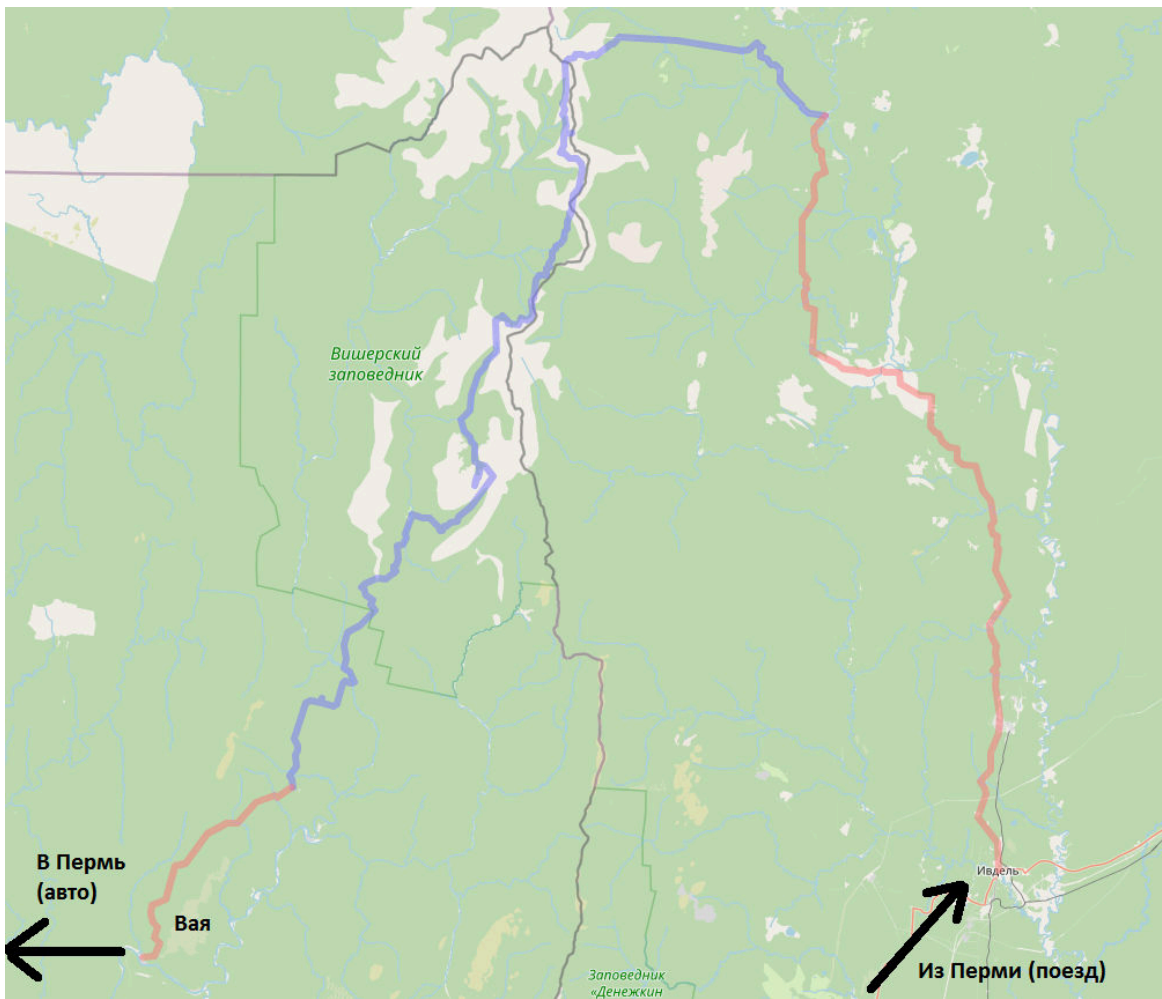 Вишерский
заповедник
В Пермь
(авто)
Вая
Ивдель
Из Перми (поезд)
Заповедник
«Денежкин